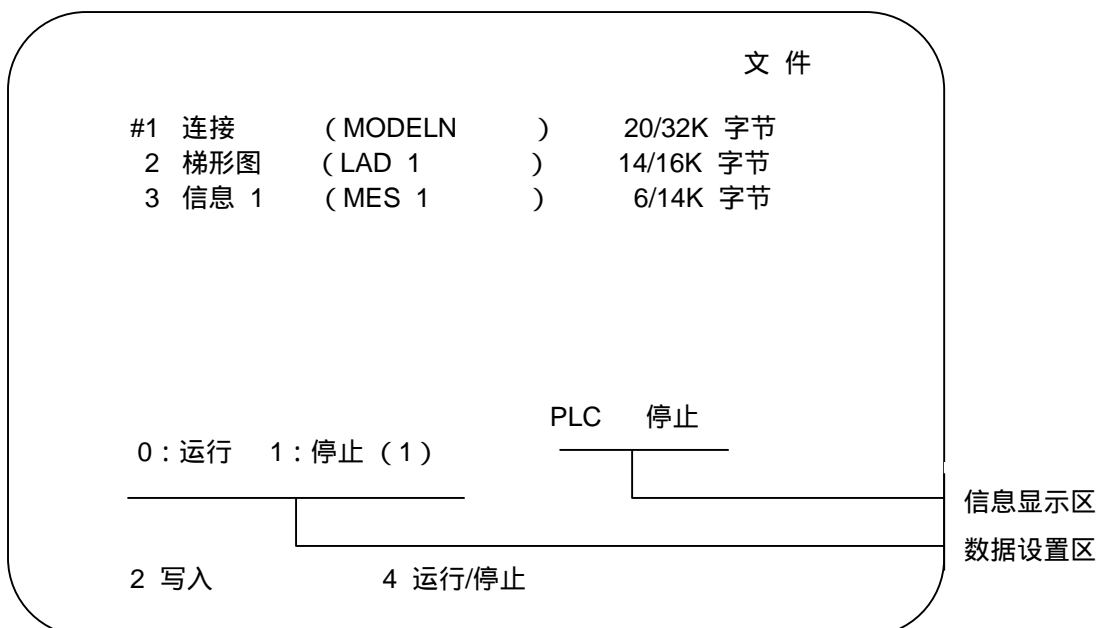 文 件
#1 连接 （MODELN ） 20/32K 字节
2 梯形图 （LAD 1 ） 14/16K 字节
3 信息 1 （MES 1 ） 6/14K 字节
PLC 停止
0：运行 1：停止（1）
信息显示区
数据设置区
2 写入 4 运行/停止